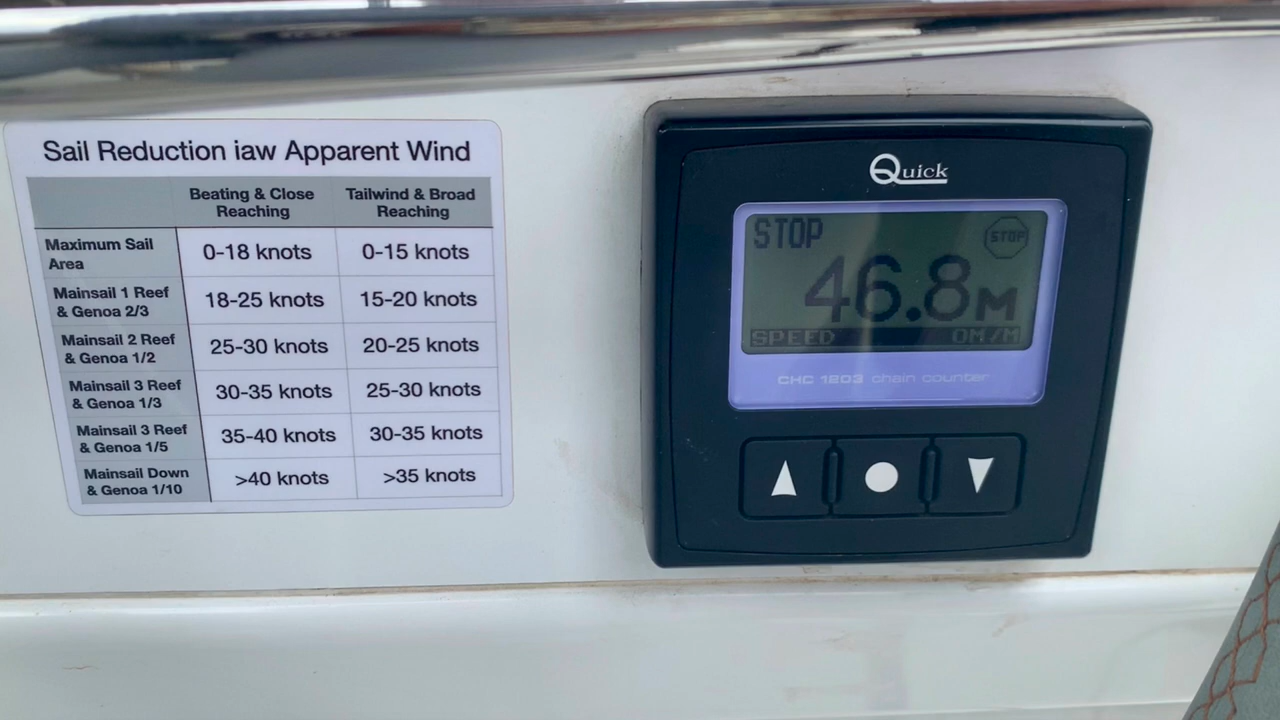 Sail Reduction iaw Apparent Wind
Beating & Close Reaching Tailwind & Broad Reaching
Maximum Sail Area 0-18 knots 0-15 knots
Mainsail 1 Reef & Genoa 2/3 18-25 knots 15-20 knots
Mainsail 2 Reef & Genoa 1/2 25-30 knots 20-25 knots
Mainsail 3 Reef & Genoa 1/3 30-35 knots 25-30 knots
Mainsail 3 Reef & Genoa 1/5 35-40 knots 30-35 knots
Mainsail Down & Genoa 1/10 >40 knots >35 knots
Quick
STOP STOP
46.8M
SPEED 0M/M
CHC 1203 chain counter